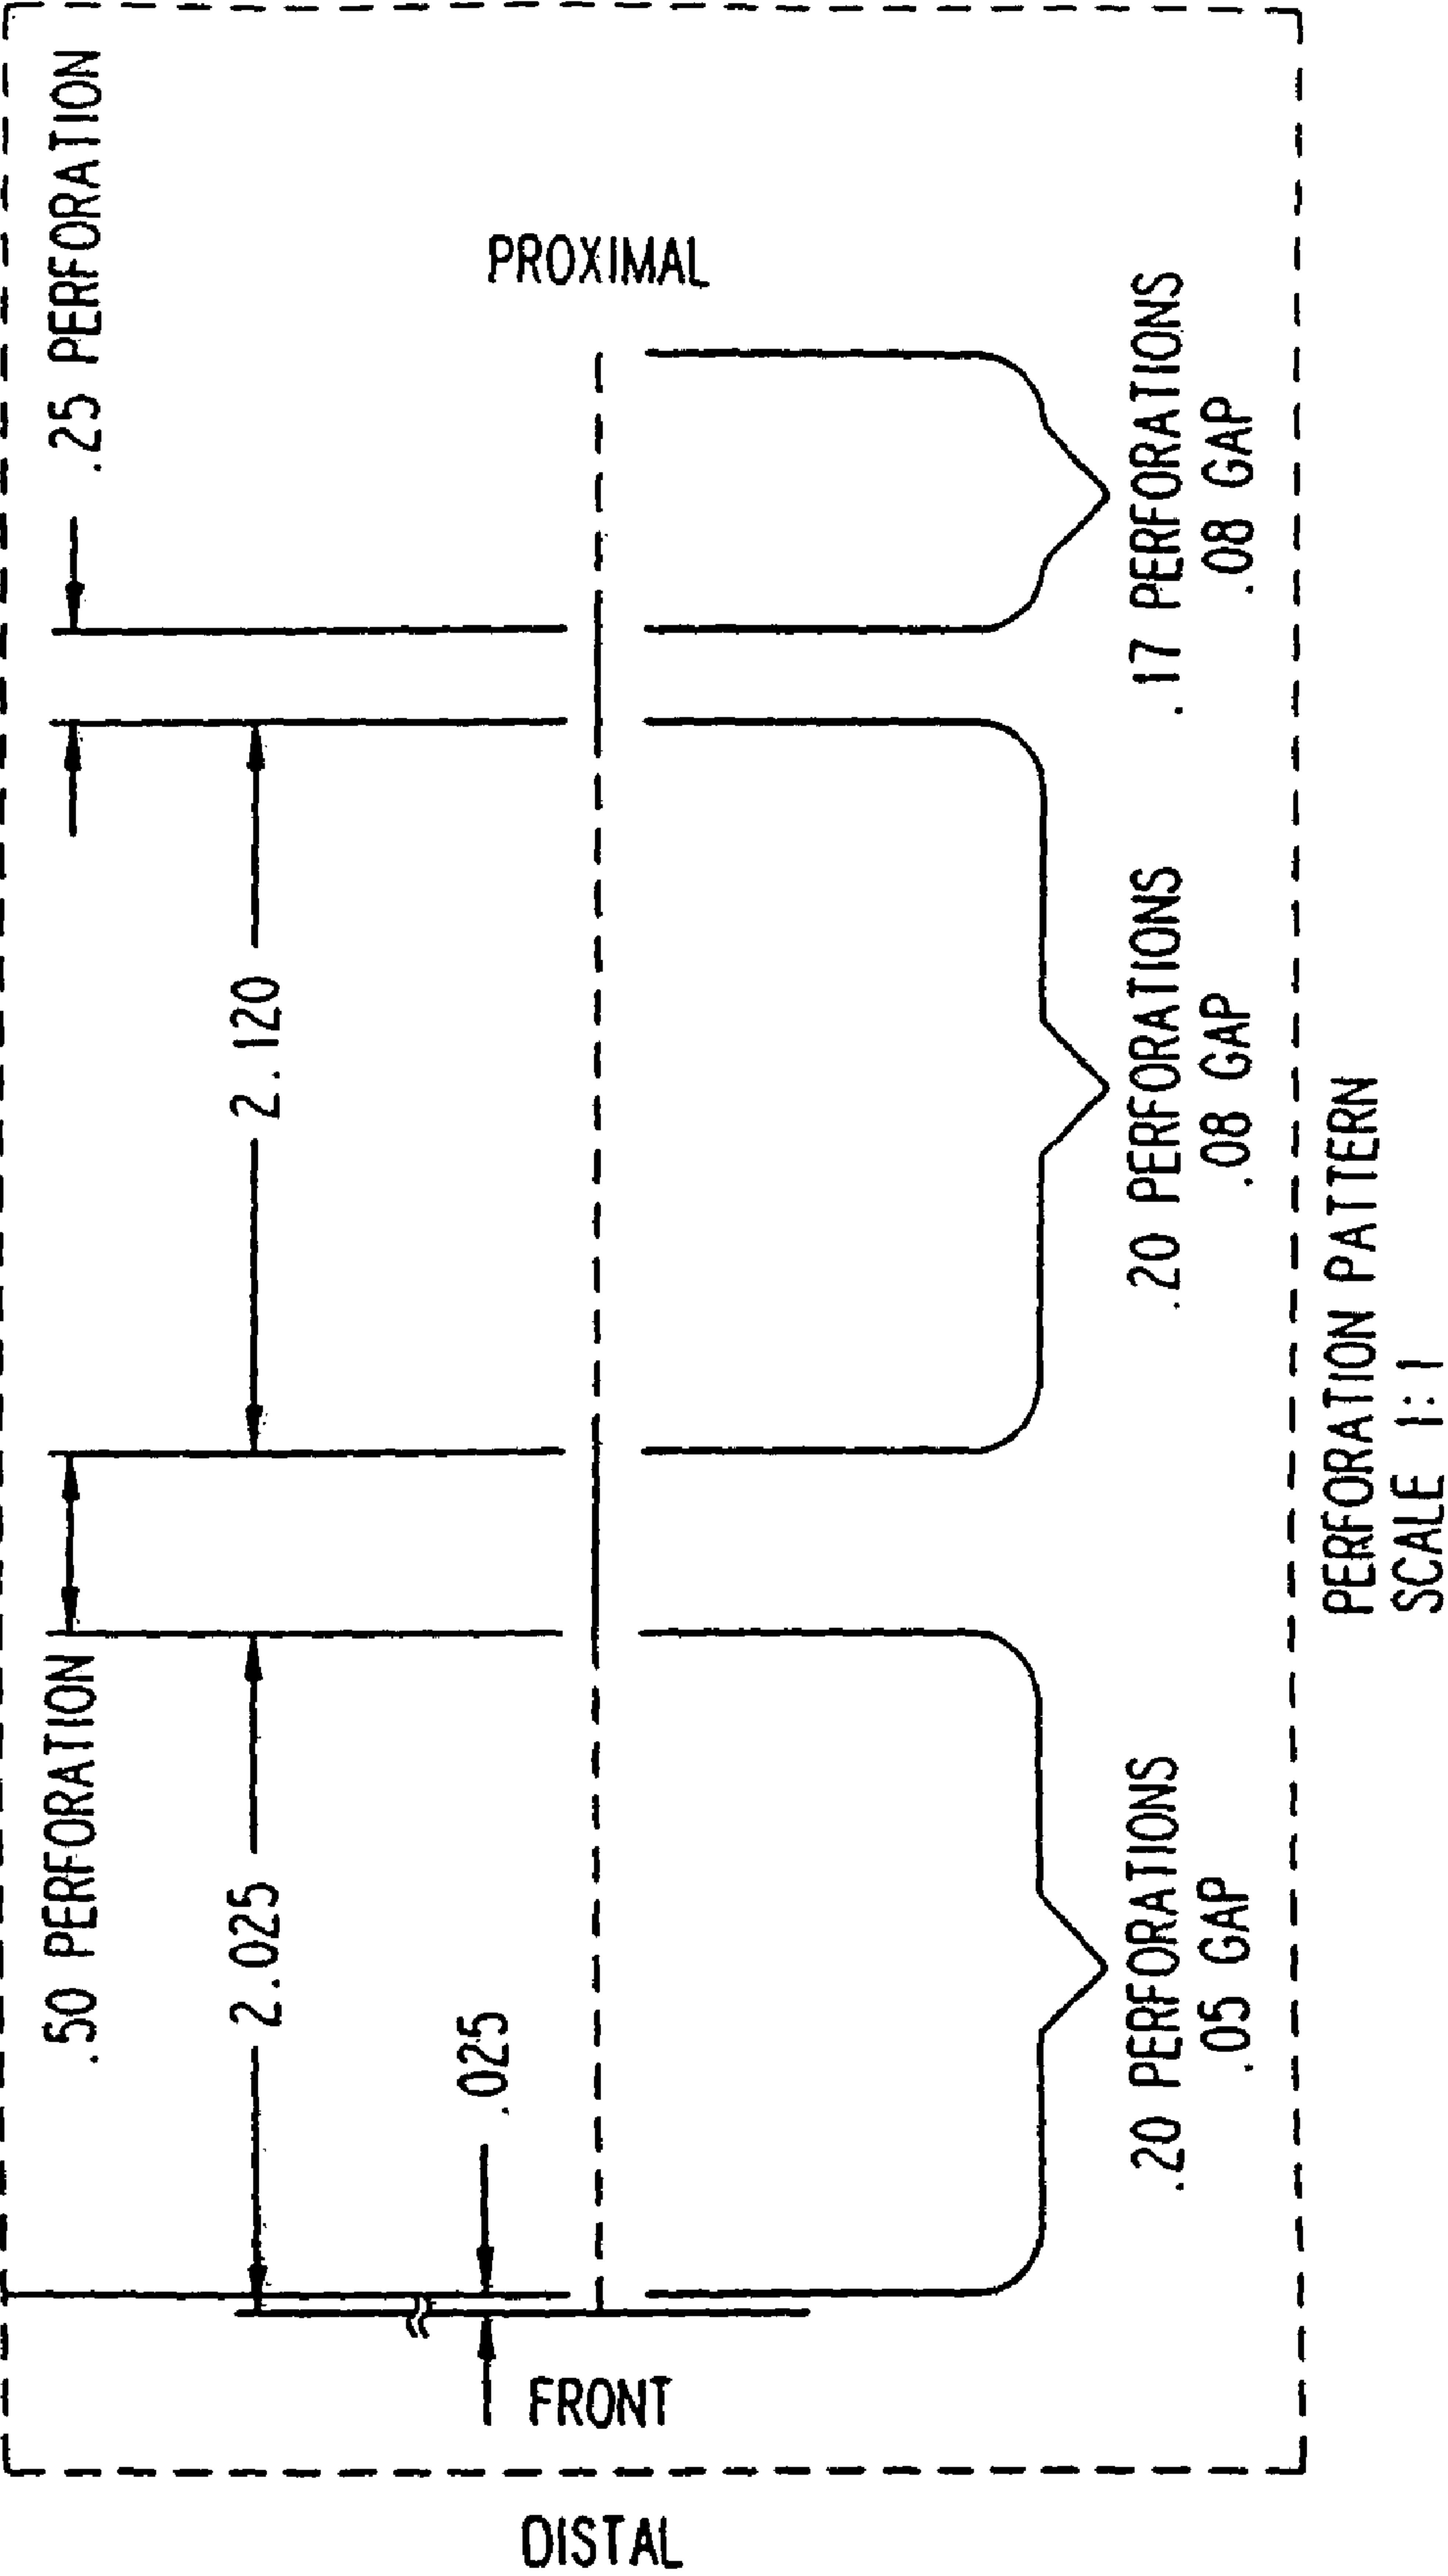 DISTAL
FRONT
.025
2.025
.50 PERFORATION
2.120
.25 PERFORATION
PROXIMAL
.20 PERFORATIONS
.05 GAP
.20 PERFORATIONS
.08 GAP
.17 PERFORATIONS
.08 GAP
PERFORATION PATTERN
SCALE 1:1